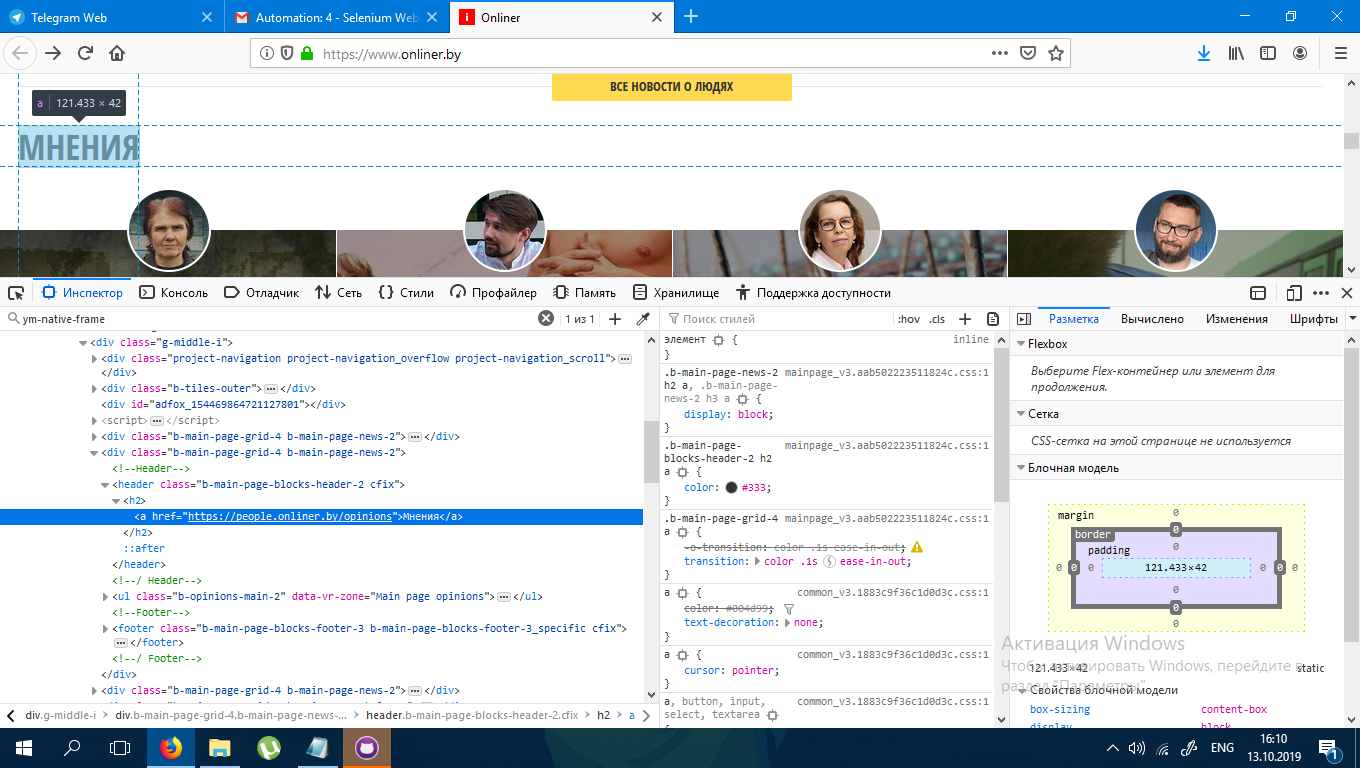 Telegram Web
Automation: 4 - Selenium Web
Onliner
https://www.onliner.by
ВСЕ НОВОСТИ О ЛЮДЯХ
a 121.433 × 42
МНЕНИЯ
Инспектор Консоль Отладчик Сеть Стили Профайлер Память Хранилище Поддержка доступности
ym-native-frame 1 из 1
<div class="g-middle-i">
<div class="project-navigation project-navigation_overflow project-navigation_scroll">
</div>
<div class="b-tiles-outer"></div>
<div id="adfox_154469864721127801"></div>
<script></script>
<div class="b-main-page-grid-4 b-main-page-news-2"></div>
<div class="b-main-page-grid-4 b-main-page-news-2">
<!--Header-->
<header class="b-main-page-blocks-header-2 cfix">
<h2>
<a href="https://people.onliner.by/opinions">Мнения</a>
</h2>
::after
</header>
<!--/ Header-->
<ul class="b-opinions-main-2" data-vr-zone="Main page opinions"></ul>
<!--Footer-->
<footer class="b-main-page-blocks-footer-3 b-main-page-blocks-footer-3_specific cfix">
</footer>
<!--/ Footer-->
</div>
<div class="b-main-page-grid-4 b-main-page-news-2"></div>
div.g-middle-i div.b-main-page-grid-4.b-main-page-news-... header.b-main-page-blocks-header-2.cfix h2 a
Поиск стилей :hov .cls
элемент { inline
}
.b-main-page-news-2 mainpage_v3.aab502223511824c.css:1
h2 a, .b-main-page-
news-2 h3 a {
display: block;
}
.b-main-page- mainpage_v3.aab502223511824c.css:1
blocks-header-2 h2
a {
color: #333;
}
.b-main-page-grid-4 mainpage_v3.aab502223511824c.css:1
a {
-o-transition: color .1s ease-in-out;
transition: color .1s ease-in-out;
}
a { common_v3.1883c9f36c1d0d3c.css:1
color: #004d99;
text-decoration: none;
}
a { common_v3.1883c9f36c1d0d3c.css:1
cursor: pointer;
}
a, button, input, common_v3.1883c9f36c1d0d3c.css:1
select, textarea
Разметка Вычислено Изменения Шрифты
Flexbox
Выберите Flex-контейнер или элемент для
продолжения.
Сетка
CSS-сетка на этой странице не используется
Блочная модель
margin 0
border 0
padding 0
0 0 0 121.433×42 0 0 0
0
0
0
Активация Windows
Чтобы активировать Windows, перейдите в
раздел "Параметры".
121.433×42 static
Свойства блочной модели
box-sizing content-box
display block
ENG
16:10
13.10.2019
1